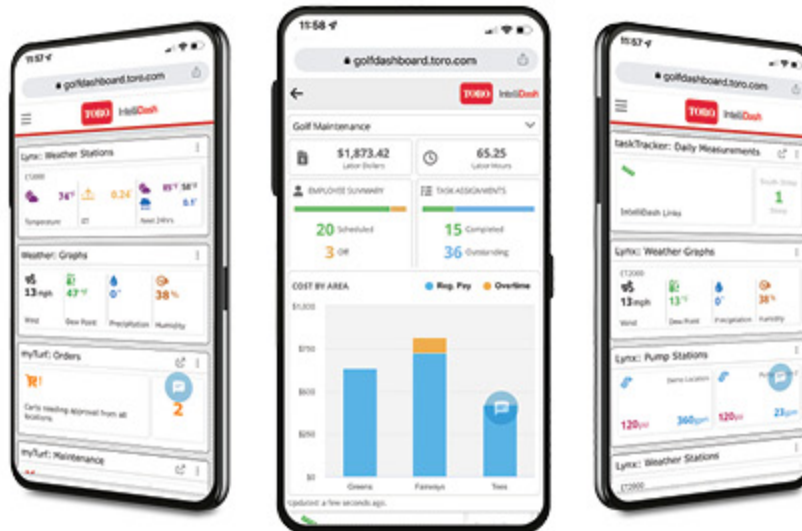 11:57
golfdashboard.toro.com
TORO IntelliDash
Lynx: Weather Stations
ET2000
74°F 0.24" 85°F 58°F
0.1"
Temperature ET Next 24hrs
Weather: Graphs
13 mph 47°F 0" 38%
Wind Dew Point Precipitation Humidity
myTurf: Orders
Carts needing approval from all
locations
2
myTurf: Maintenance
11:58
golfdashboard.toro.com
TORO IntelliDash
Golf Maintenance
$1,873.42 65.25
Labor Dollars Labor Hours
EMPLOYEE SUMMARY TASK ASSIGNMENTS
20 Scheduled 15 Completed
3 Off 36 Outstanding
COST BY AREA Reg. Pay Overtime
$1,000
$750
$500
$250
$0
Greens Fairways Trees
Updated: a few seconds ago.
11:57
golfdashboard.toro.com
TORO IntelliDash
taskTracker: Daily Measurements
1
IntelliDash Links
Lynx: Weather Graphs
ET2000
13 mph 13°F 0" 38%
Wind Dew Point Precipitation Humidity
Lynx: Pump Stations
Demo Location
120psi 360gpm 120psi 23gpm
Lynx: Weather Stations
ET2000